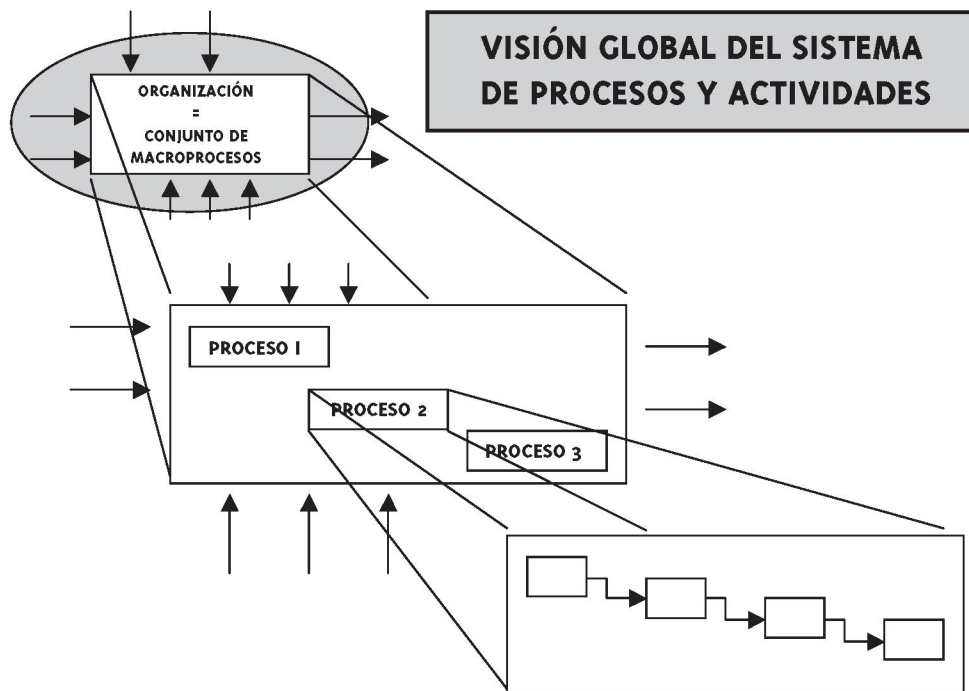 VISIÓN GLOBAL DEL SISTEMA
DE PROCESOS Y ACTIVIDADES
ORGANIZACIÓN
=
CONJUNTO DE
MACROPROCESOS
PROCESO 1
PROCESO 2
PROCESO 3